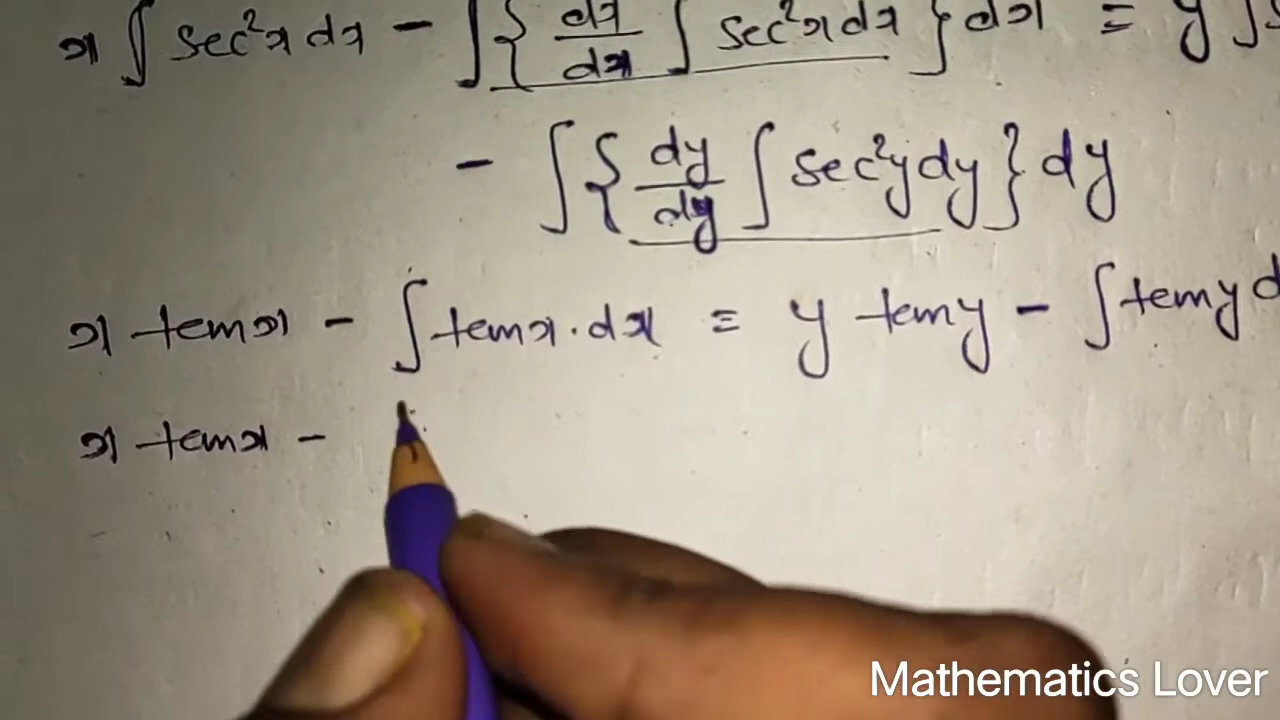 x ∫ sec²x dx - ∫{ dx/dx ∫ sec²x dx } dx = y ∫
- ∫{ dy/dy ∫ sec²y dy } dy
x tanx - ∫ tanx · dx = y tany - ∫ tany d
x tanx -
Mathematics Lover